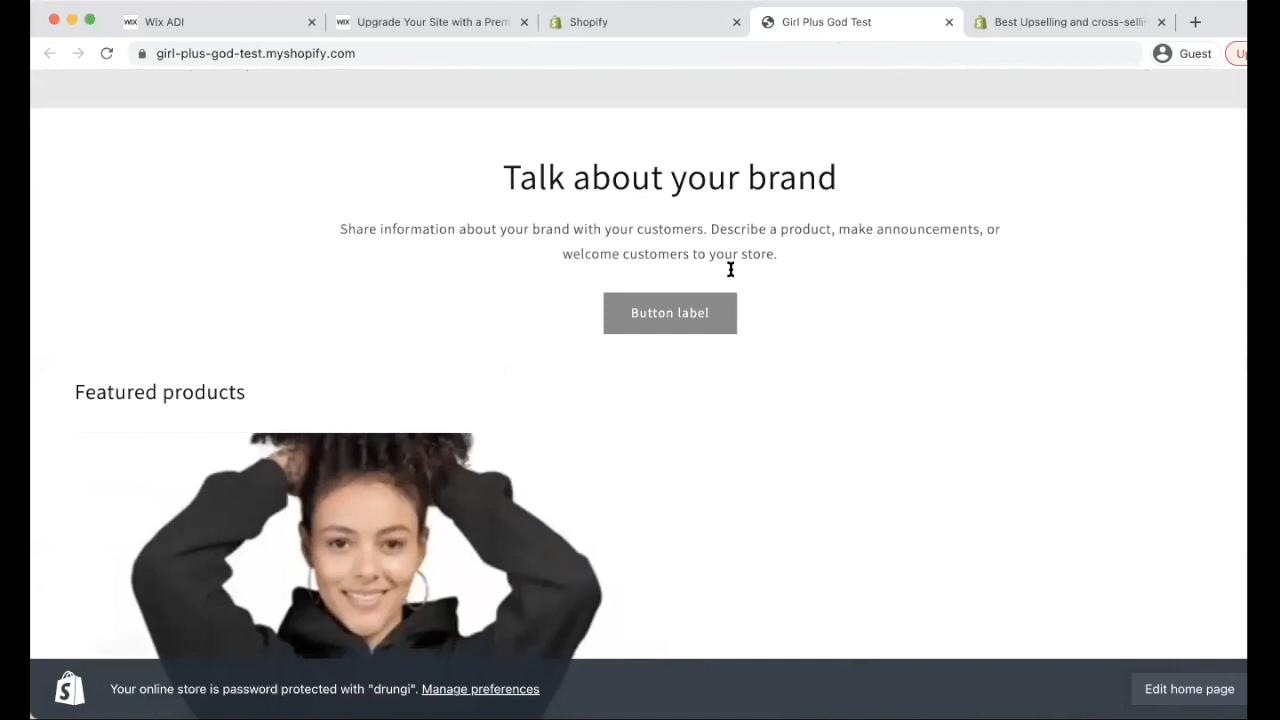 WIX Wix ADI
WIX Upgrade Your Site with a Prem
Shopify
Girl Plus God Test
Best Upselling and cross-selli
girl-plus-god-test.myshopify.com
Guest
Talk about your brand
Share information about your brand with your customers. Describe a product, make announcements, or
welcome customers to your store.
Button label
Featured products
Your online store is password protected with "drungi". Manage preferences
Edit home page